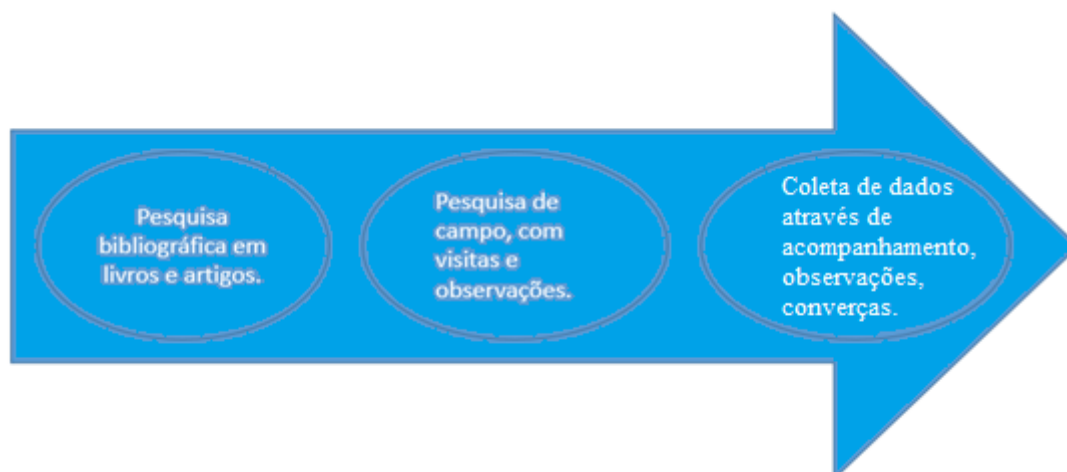 Pesquisa
bibliográfica em
livros e artigos.
Pesquisa de
campo, com
visitas e
observações.
Coleta de dados
através de
acompanhamento,
observações,
converças.